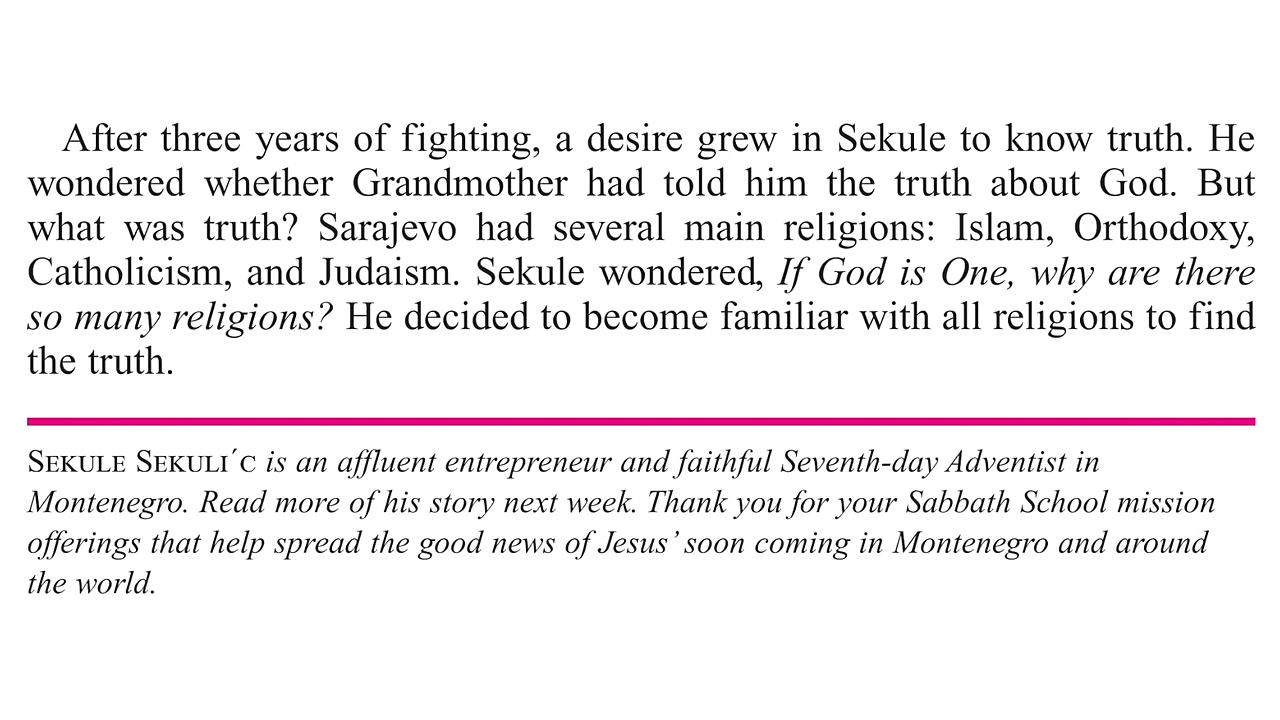 After three years of fighting, a desire grew in Sekule to know truth. He
wondered whether Grandmother had told him the truth about God. But
what was truth? Sarajevo had several main religions: Islam, Orthodoxy,
Catholicism, and Judaism. Sekule wondered, If God is One, why are there
so many religions? He decided to become familiar with all religions to find
the truth.
SEKULE SEKULI´C is an affluent entrepreneur and faithful Seventh-day Adventist in
Montenegro. Read more of his story next week. Thank you for your Sabbath School mission
offerings that help spread the good news of Jesus’ soon coming in Montenegro and around
the world.